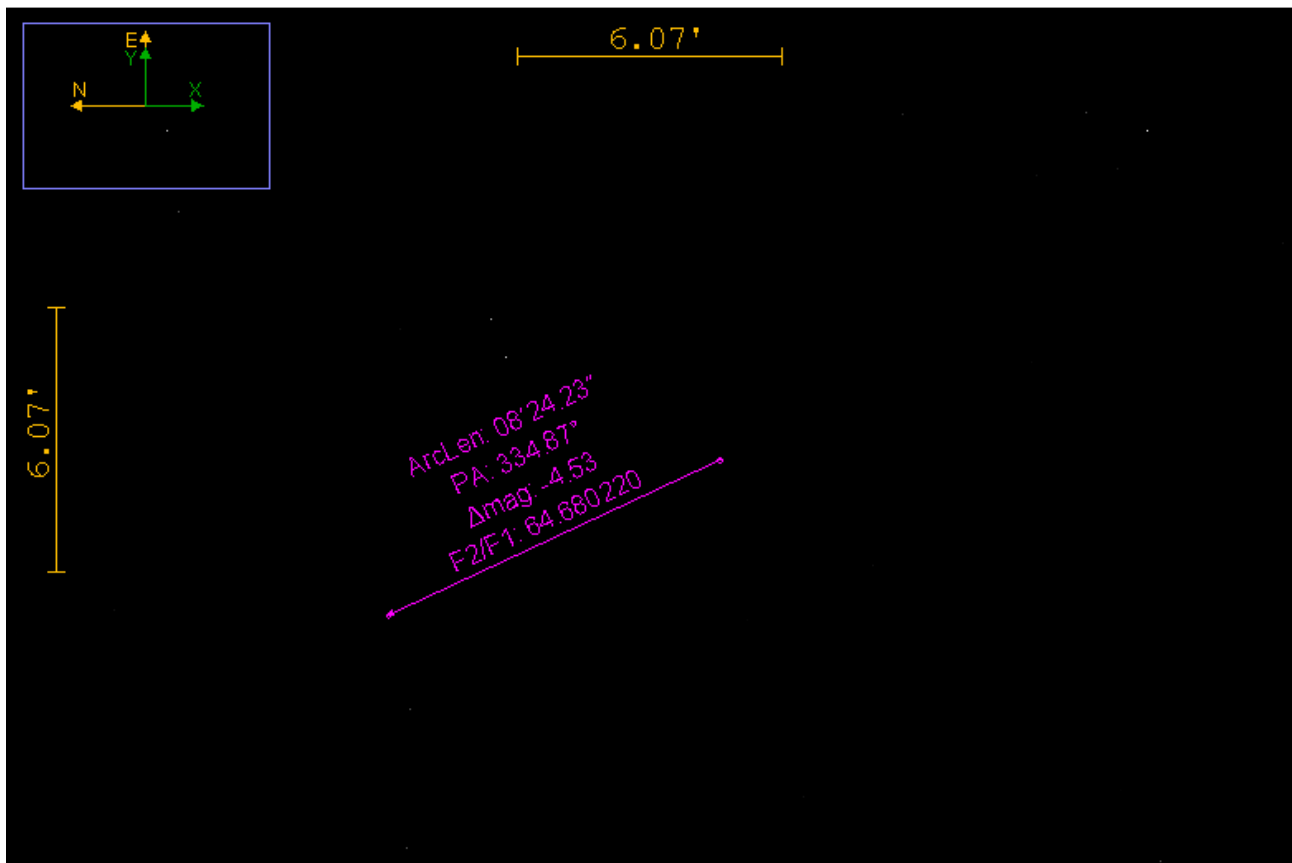 E
Y
N
X
6.07'
6.07'
ArcLen: 08'24.23"
PA: 334.87°
Δmag: -4.53
F2/F1: 64.680220